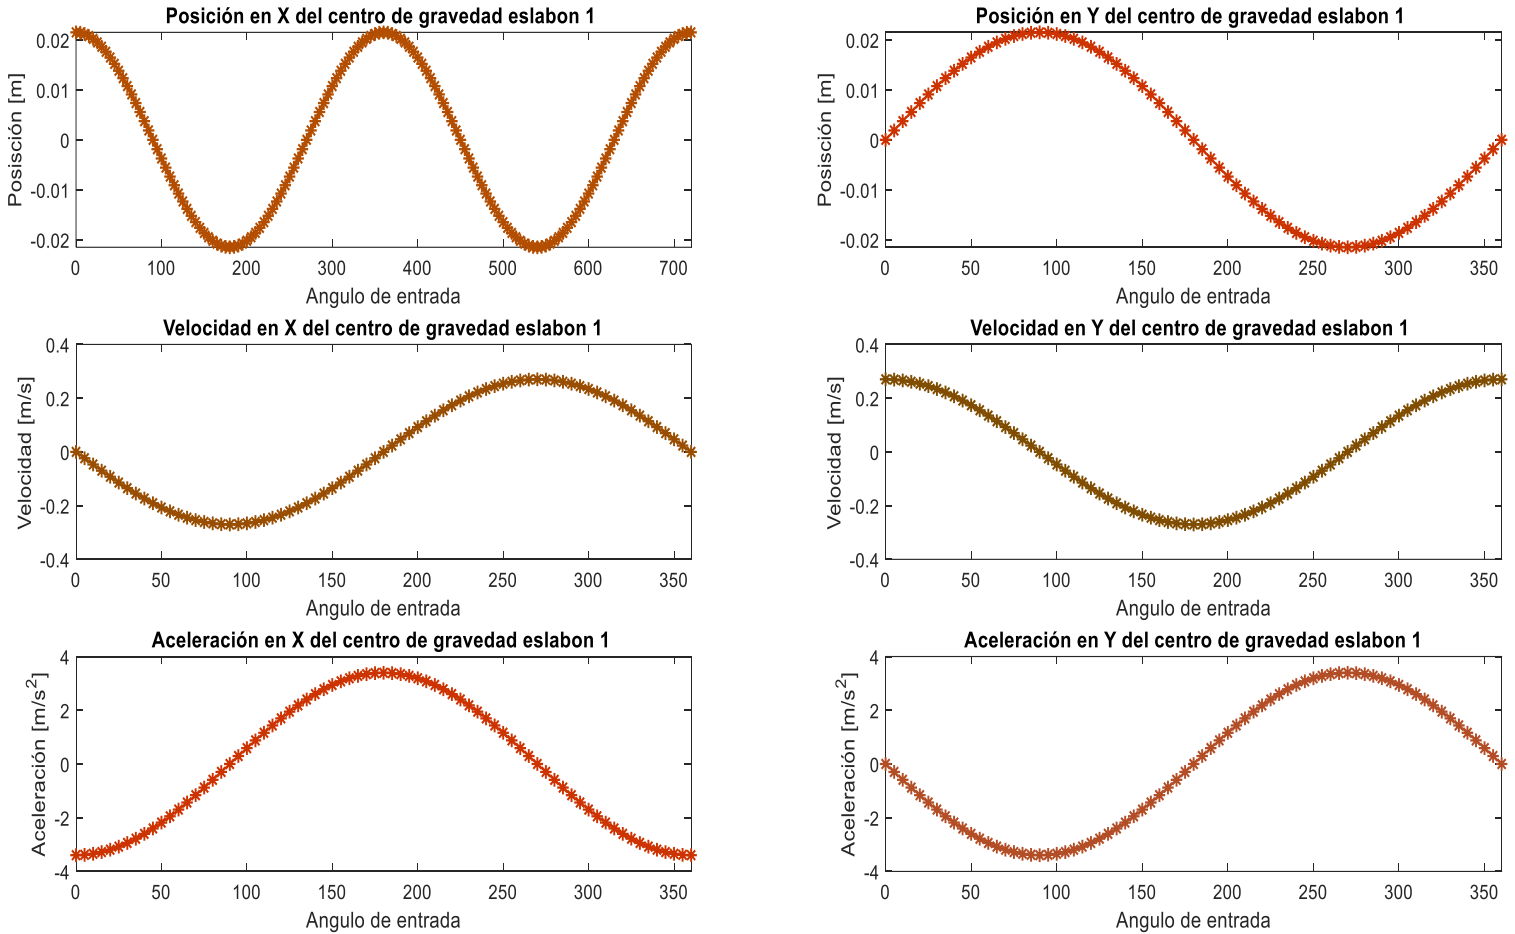 Posición en X del centro de gravedad eslabon 1
Posisción [m]
0.02
0.01
0
-0.01
-0.02
0 100 200 300 400 500 600 700
Angulo de entrada
Posición en Y del centro de gravedad eslabon 1
Posisción [m]
0.02
0.01
0
-0.01
-0.02
0 50 100 150 200 250 300 350
Angulo de entrada
Velocidad en X del centro de gravedad eslabon 1
Velocidad [m/s]
0.4
0.2
0
-0.2
-0.4
0 50 100 150 200 250 300 350
Angulo de entrada
Velocidad en Y del centro de gravedad eslabon 1
Velocidad [m/s]
0.4
0.2
0
-0.2
-0.4
0 50 100 150 200 250 300 350
Angulo de entrada
Aceleración en X del centro de gravedad eslabon 1
Aceleración [m/s²]
4
2
0
-2
-4
0 50 100 150 200 250 300 350
Angulo de entrada
Aceleración en Y del centro de gravedad eslabon 1
Aceleración [m/s²]
4
2
0
-2
-4
0 50 100 150 200 250 300 350
Angulo de entrada